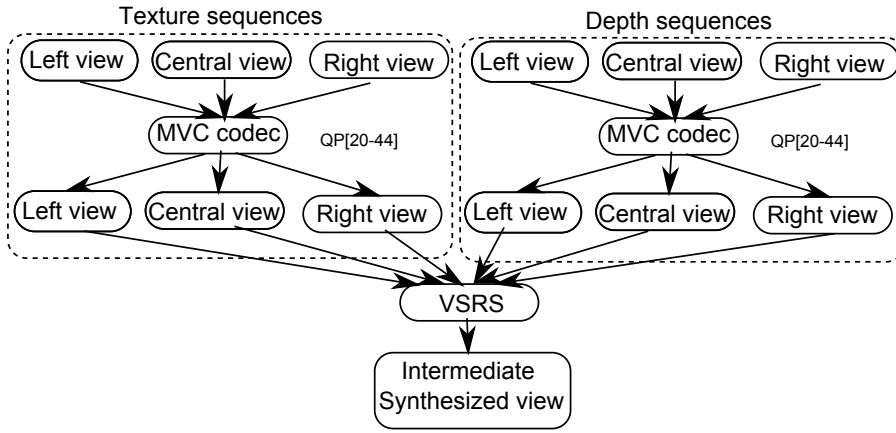 Texture sequences
Left view
Central view
Right view
MVC codec
QP[20-44]
Left view
Central view
Right view
Depth sequences
Left view
Central view
Right view
MVC codec
QP[20-44]
Left view
Central view
Right view
VSRS
Intermediate
Synthesized view